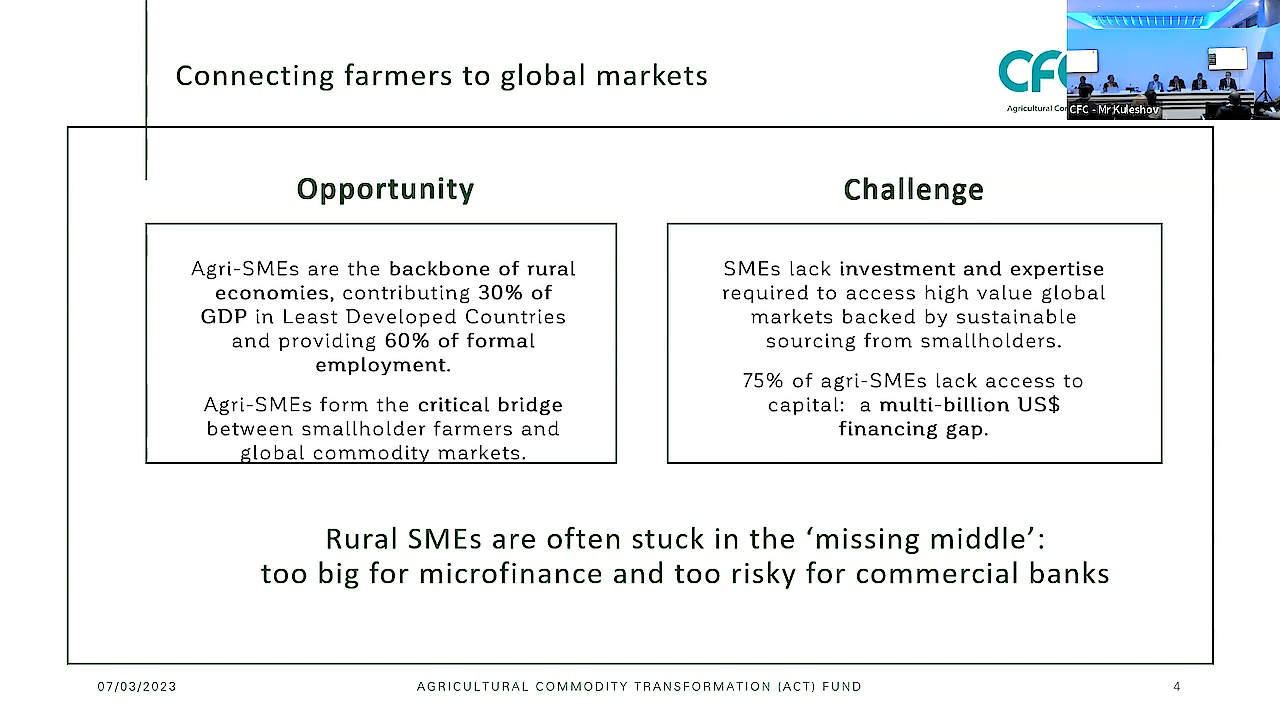 Connecting farmers to global markets
CFC
Agricultural
CFC - Mr Kuleshov
Opportunity
Agri-SMEs are the backbone of rural
economies, contributing 30% of
GDP in Least Developed Countries
and providing 60% of formal
employment.
Agri-SMEs form the critical bridge
between smallholder farmers and
global commodity markets.
Challenge
SMEs lack investment and expertise
required to access high value global
markets backed by sustainable
sourcing from smallholders.
75% of agri-SMEs lack access to
capital: a multi-billion US$
financing gap.
Rural SMEs are often stuck in the ‘missing middle’:
too big for microfinance and too risky for commercial banks
07/03/2023
AGRICULTURAL COMMODITY TRANSFORMATION (ACT) FUND
4